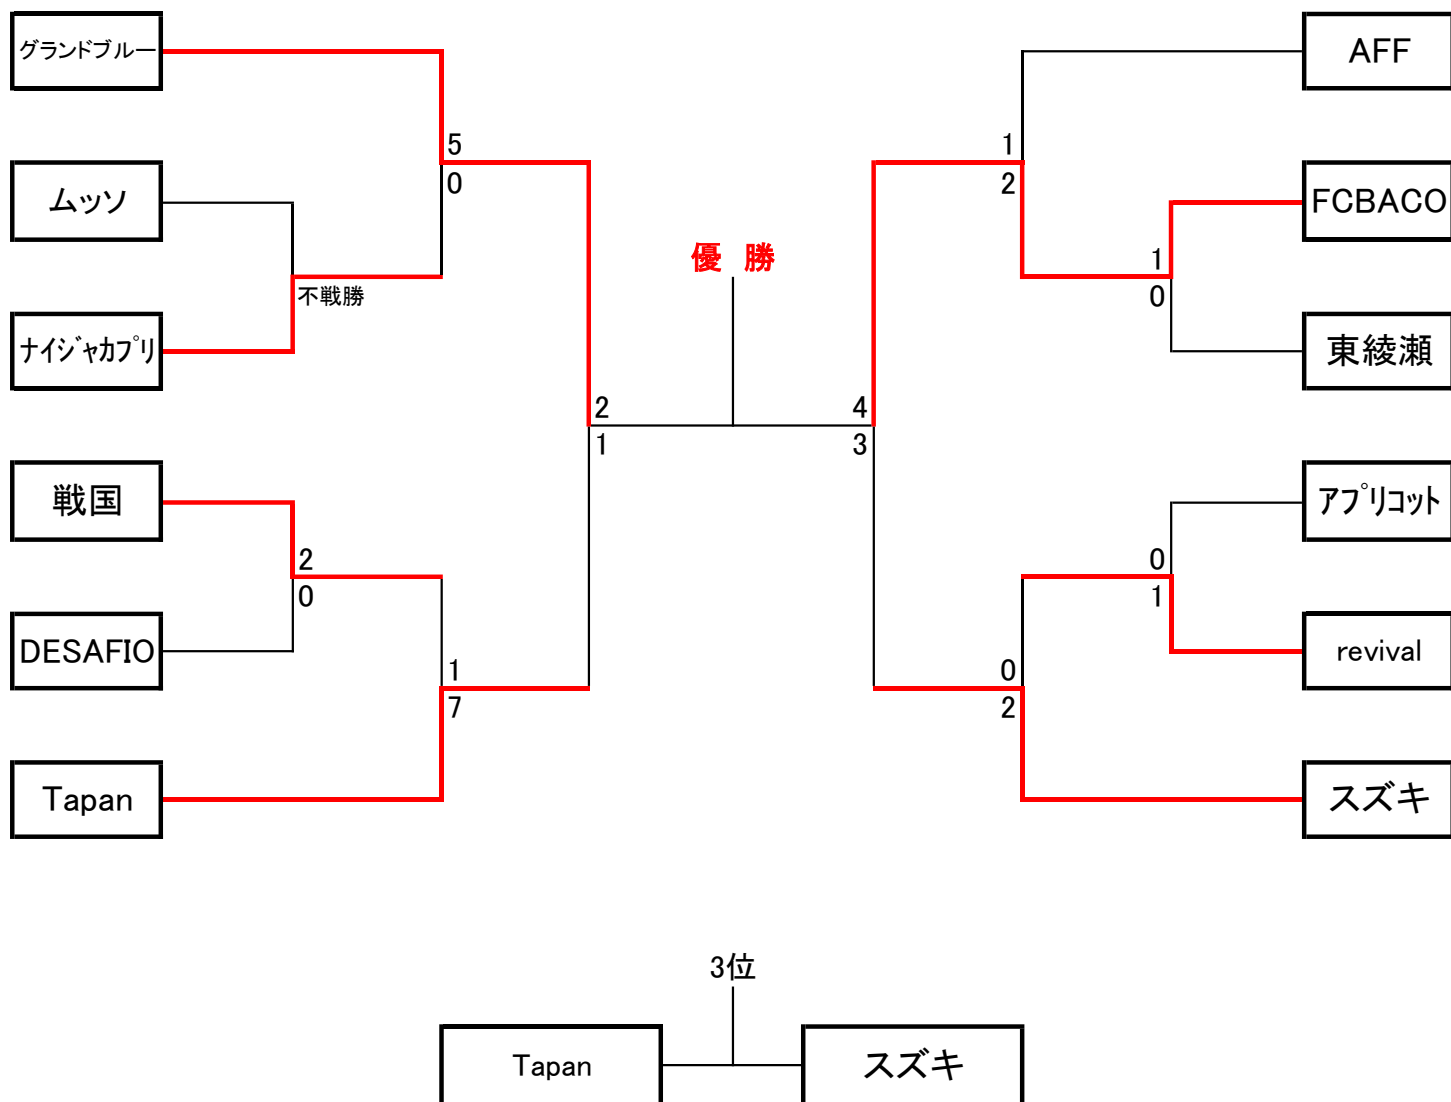 グランドブルー
AFF
5
0
1
2
ムッソ
FCBACO
優 勝
1
0
不戦勝
ナイジャカプリ
東綾瀬
2
1
4
3
戦国
アプリコット
2
0
0
1
DESAFIO
revival
1
7
0
2
Tapan
スズキ
3位
Tapan
スズキ